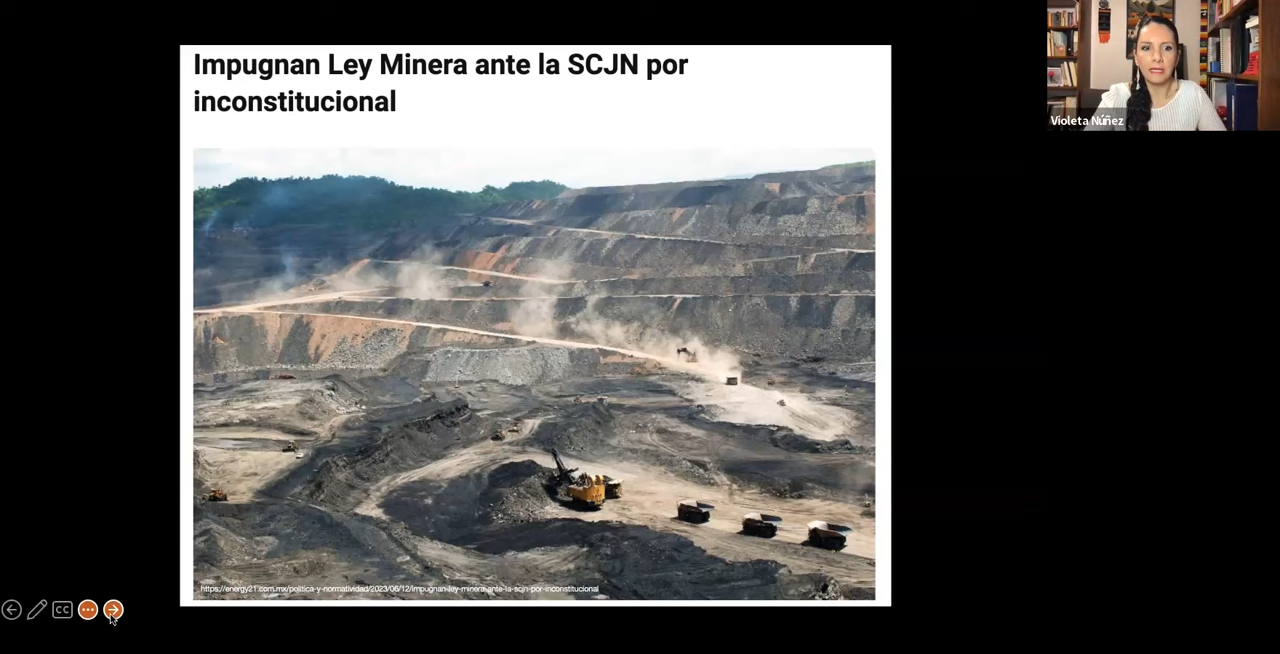 Impugnan Ley Minera ante la SCJN por
inconstitucional
Violeta Núñez
https://energy21.com.mx/politica-y-normatividad/2023/06/12/impugnan-ley-minera-ante-la-scjn-por-inconstitucional
CC